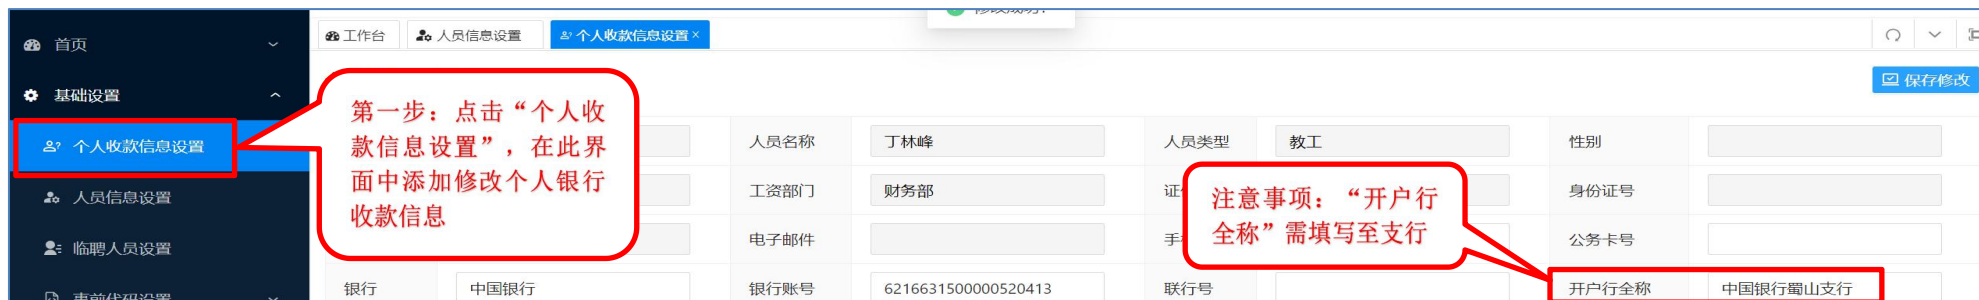 首页
工作台 人员信息设置 个人收款信息设置×
基础设置
保存修改
第一步：点击“个人收
款信息设置”，在此界
面中添加修改个人银行
收款信息
个人收款信息设置
人员名称 丁林峰 人员类型 教工 性别
人员信息设置
工资部门 财务部 身份证号
注意事项：“开户行
全称”需填写至支行
临聘人员设置
电子邮件 公务卡号
银行 中国银行 银行账号 6216631500000520413 联行号 开户行全称 中国银行蜀山支行